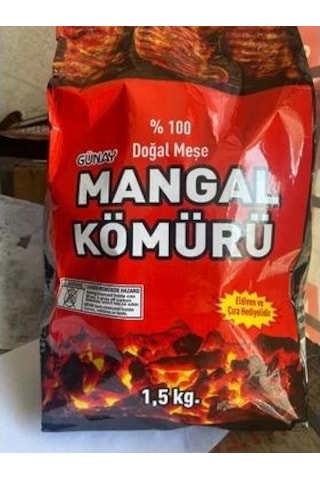 % 100
Doğal Meşe
GÜNAY
MANGAL
KÖMÜRÜ
Eldiven ve
Çıra Hediyelidir
1,5 kg.